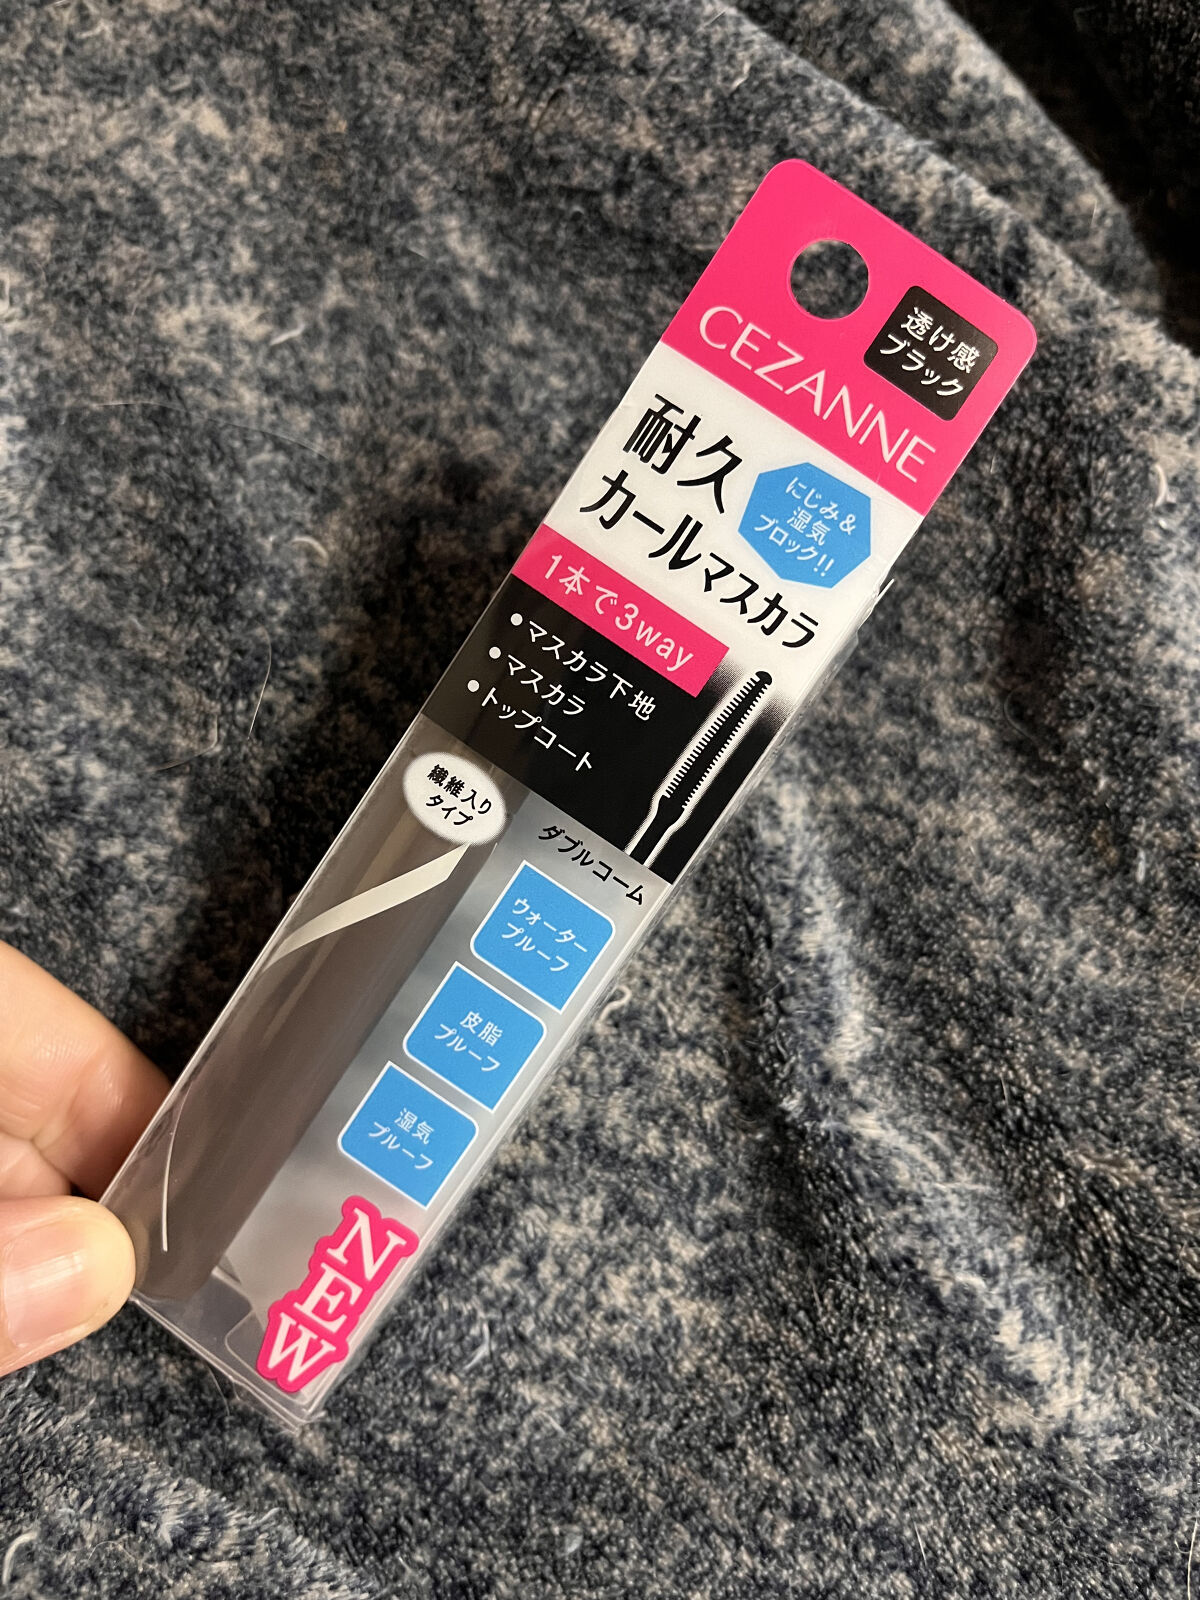 透け感
ブラック
CEZANNE
耐久
カールマスカラ
にじみ&
湿気
ブロック!!
1本で3way
•マスカラ下地
•マスカラ
•トップコート
繊維入り
タイプ
ダブルコーム
ウォーター
プルーフ
皮脂
プルーフ
湿気
プルーフ
NEW